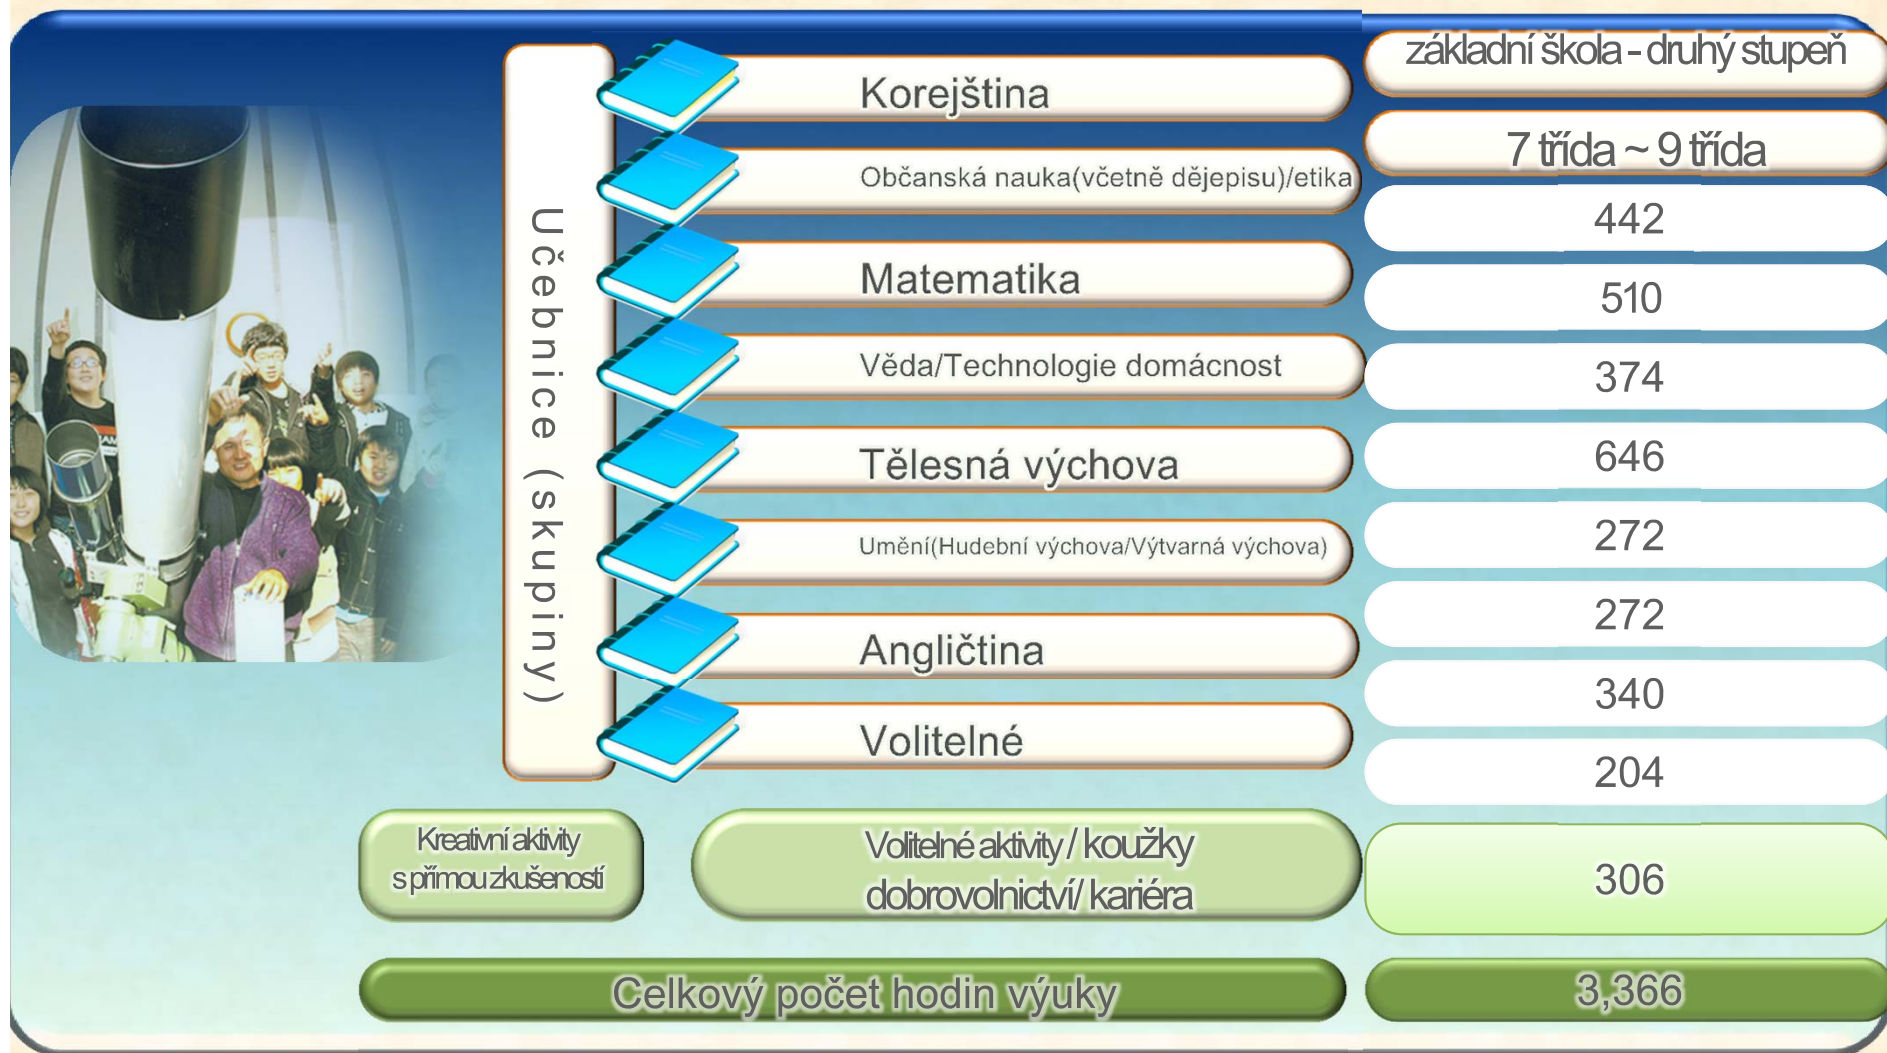 základní škola - druhý stupeň
7 třída ~ 9 třída
Učebnice (skupiny)
Korejština
Občanská nauka(včetně dějepisu)/etika
Matematika
Věda/Technologie domácnost
Tělesná výchova
Umění(Hudební výchova/Výtvarná výchova)
Angličtina
Volitelné
442
510
374
646
272
272
340
204
Kreativní aktivity
s přímou zkušeností
Volitelné aktivity / koužky
dobrovolnictví/ kariéra
306
Celkový počet hodin výuky
3,366